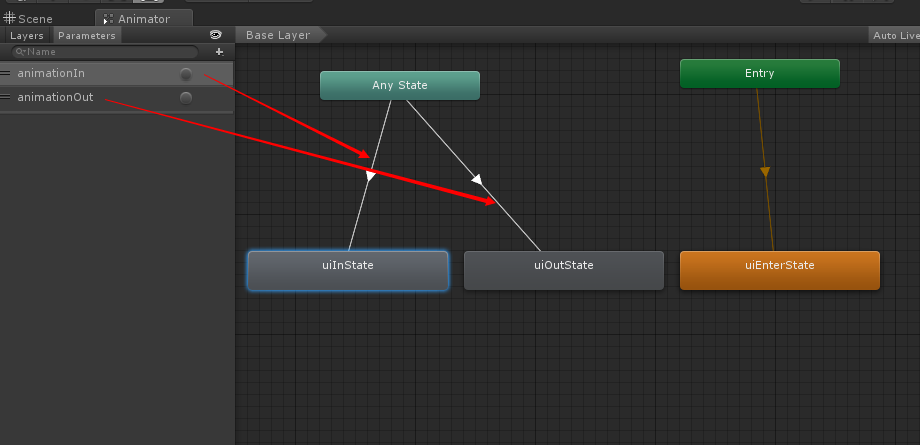 Scene
Animator
Layers
Parameters
Name
+
Base Layer
Auto Live
animationIn
animationOut
Any State
Entry
uiInState
uiOutState
uiEnterState